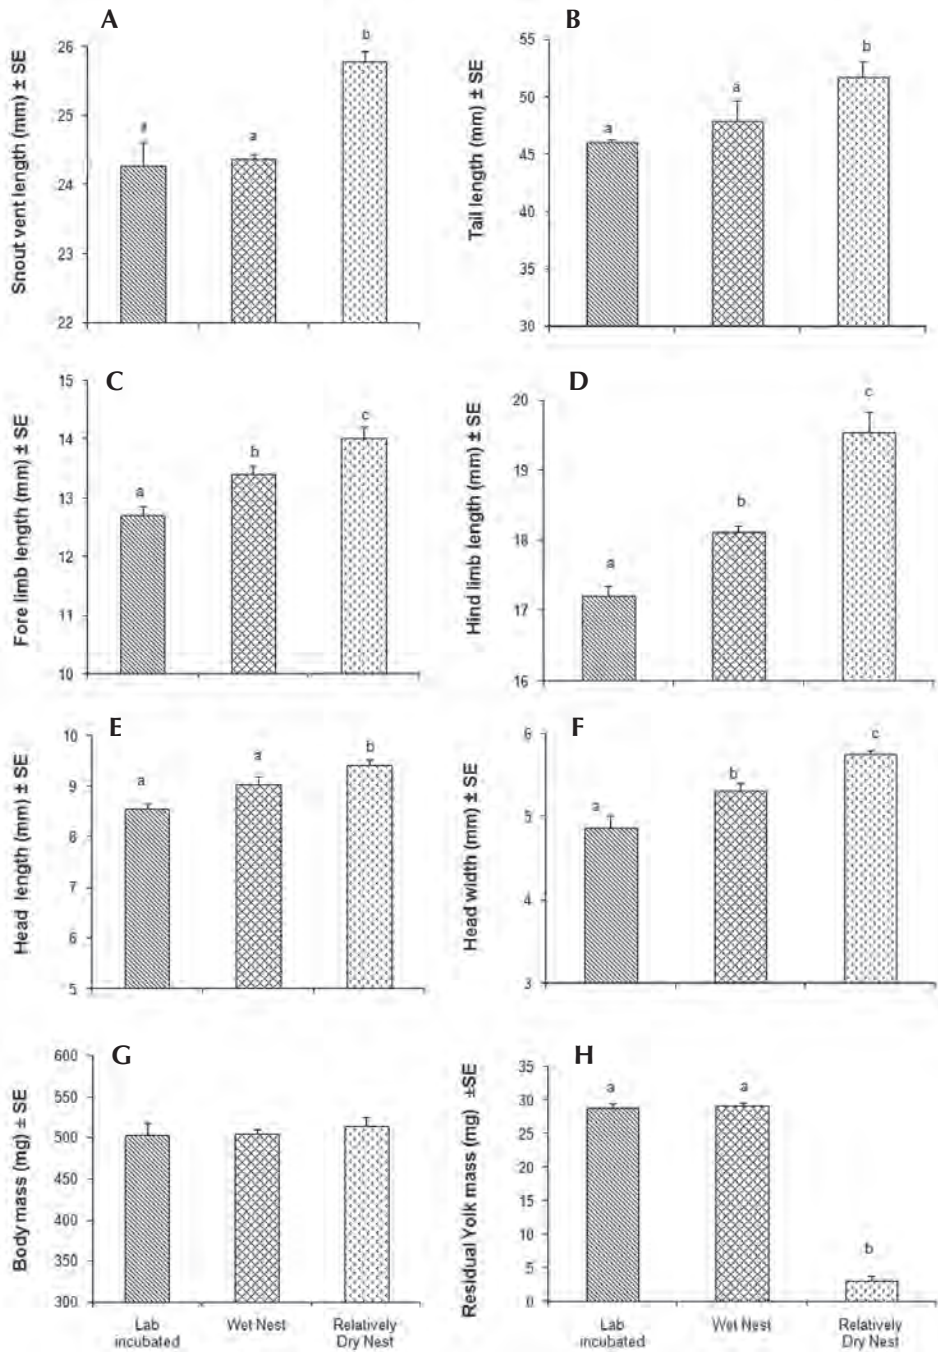 A
Snout vent length (mm) ± SE
26
25
24
23
22
a
b
B
Tail length (mm) ± SE
55
50
45
40
35
30
a
a
b
C
Fore limb length (mm) ± SE
15
14
13
12
11
10
a
b
c
D
Hind limb length (mm) ± SE
20
19
18
17
16
a
b
c
E
Head length (mm) ± SE
10
9
8
7
6
5
a
a
b
F
Head width (mm) ± SE
6
5
4
3
a
b
c
G
Body mass (mg) ± SE
600
550
500
450
400
350
300
Lab
incubated
Wet Nest
Relatively
Dry Nest
H
Residual Yolk mass (mg) ±SE
35
30
25
20
15
10
5
0
a
a
b
Lab
incubated
Wet Nest
Relatively
Dry Nest